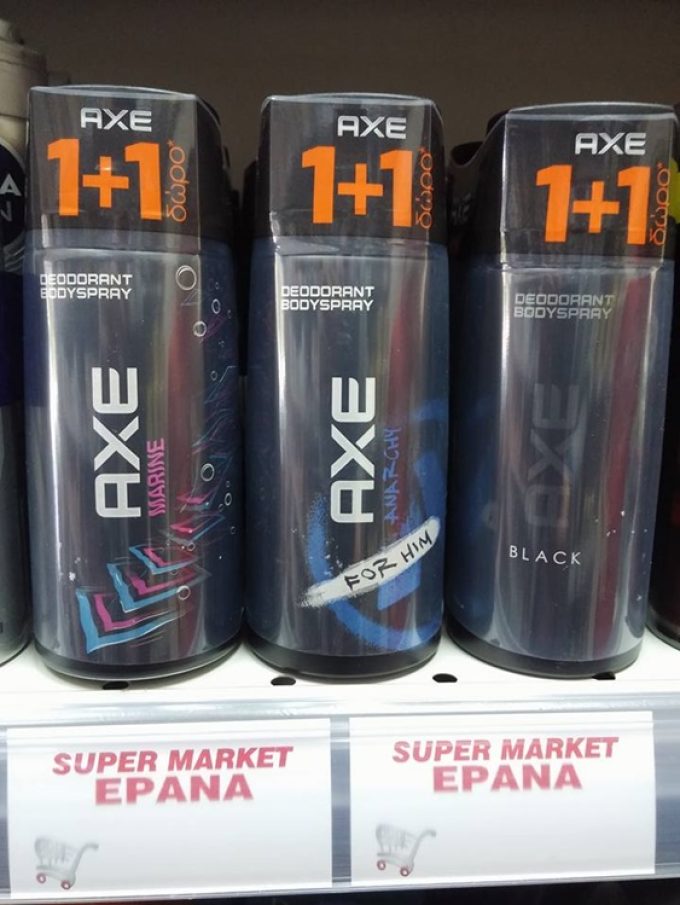 AXE
1+1
δώρο*
DEODORANT
BODYSPRAY
AXE
MARINE
AXE
1+1
δώρο*
DEODORANT
BODYSPRAY
AXE
ANARCHY
FOR HIM
AXE
1+1
δώρο*
DEODORANT
BODYSPRAY
AXE
BLACK
SUPER MARKET
EPANA
SUPER MARKET
EPANA